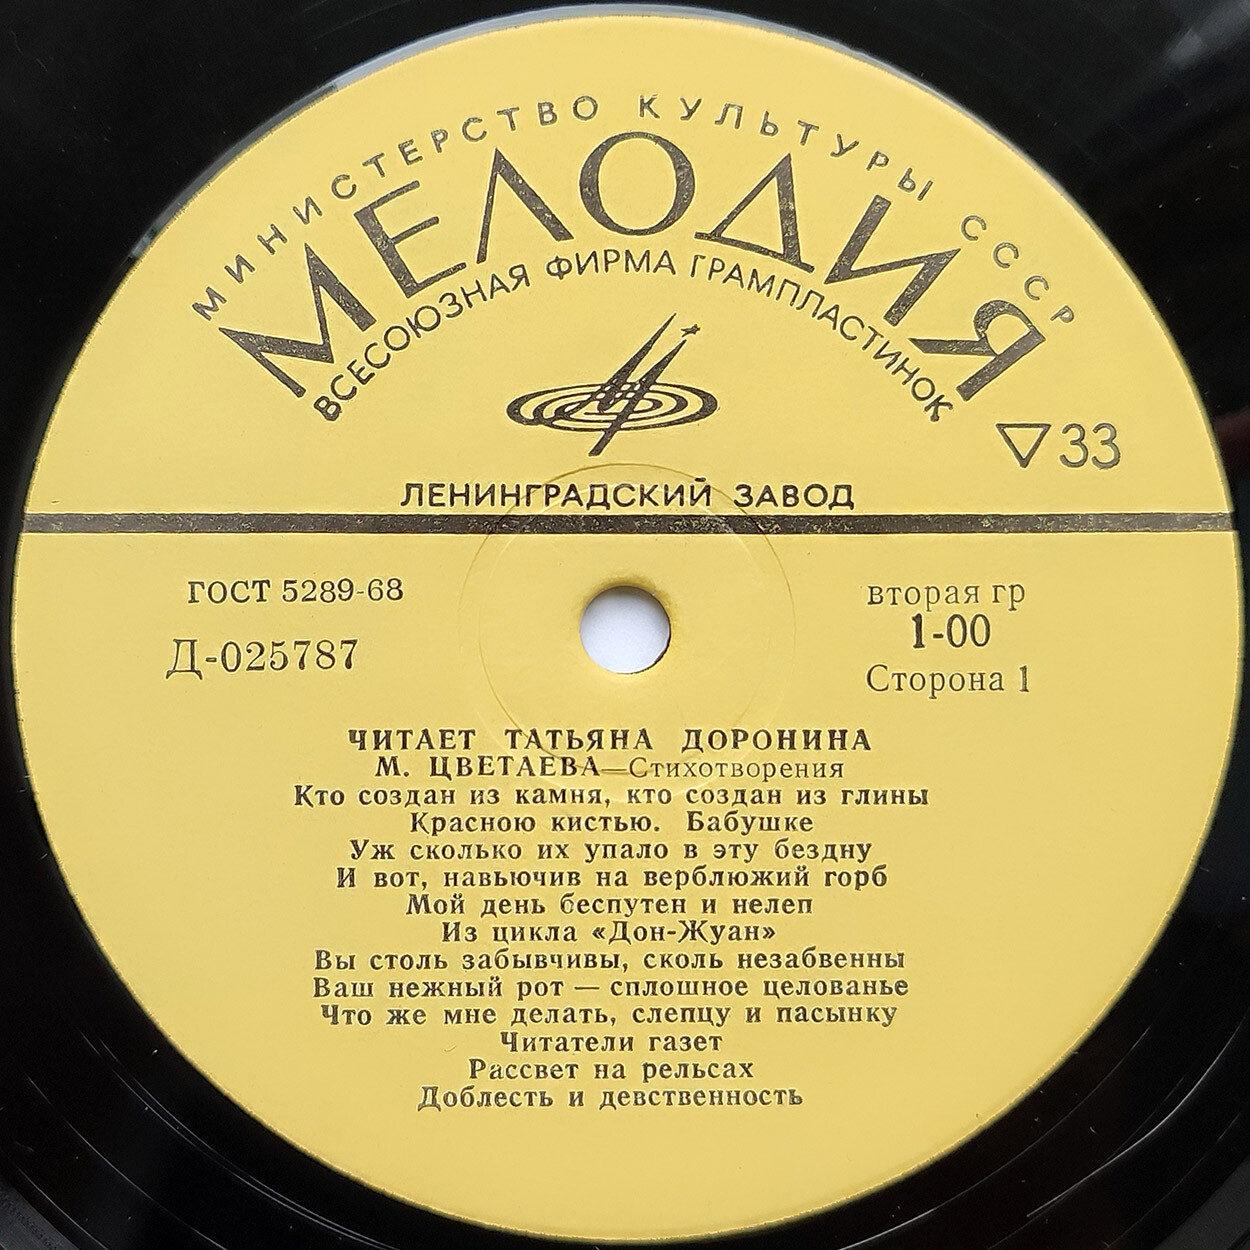 МИНИСТЕРСТВО КУЛЬТУРЫ СССР
МЕЛОДИЯ
ВСЕСОЮЗНАЯ ФИРМА ГРАМПЛАСТИНОК
▽33
ЛЕНИНГРАДСКИЙ ЗАВОД
ГОСТ 5289-68
Д-025787
вторая гр
1-00
Сторона 1
ЧИТАЕТ ТАТЬЯНА ДОРОНИНА
М. ЦВЕТАЕВА—Стихотворения
Кто создан из камня, кто создан из глины
Красною кистью. Бабушке
Уж сколько их упало в эту бездну
И вот, навьючив на верблюжий горб
Мой день беспутен и нелеп
Из цикла «Дон-Жуан»
Вы столь забывчивы, сколь незабвенны
Ваш нежный рот — сплошное целованье
Что же мне делать, слепцу и пасынку
Читатели газет
Рассвет на рельсах
Доблесть и девственность